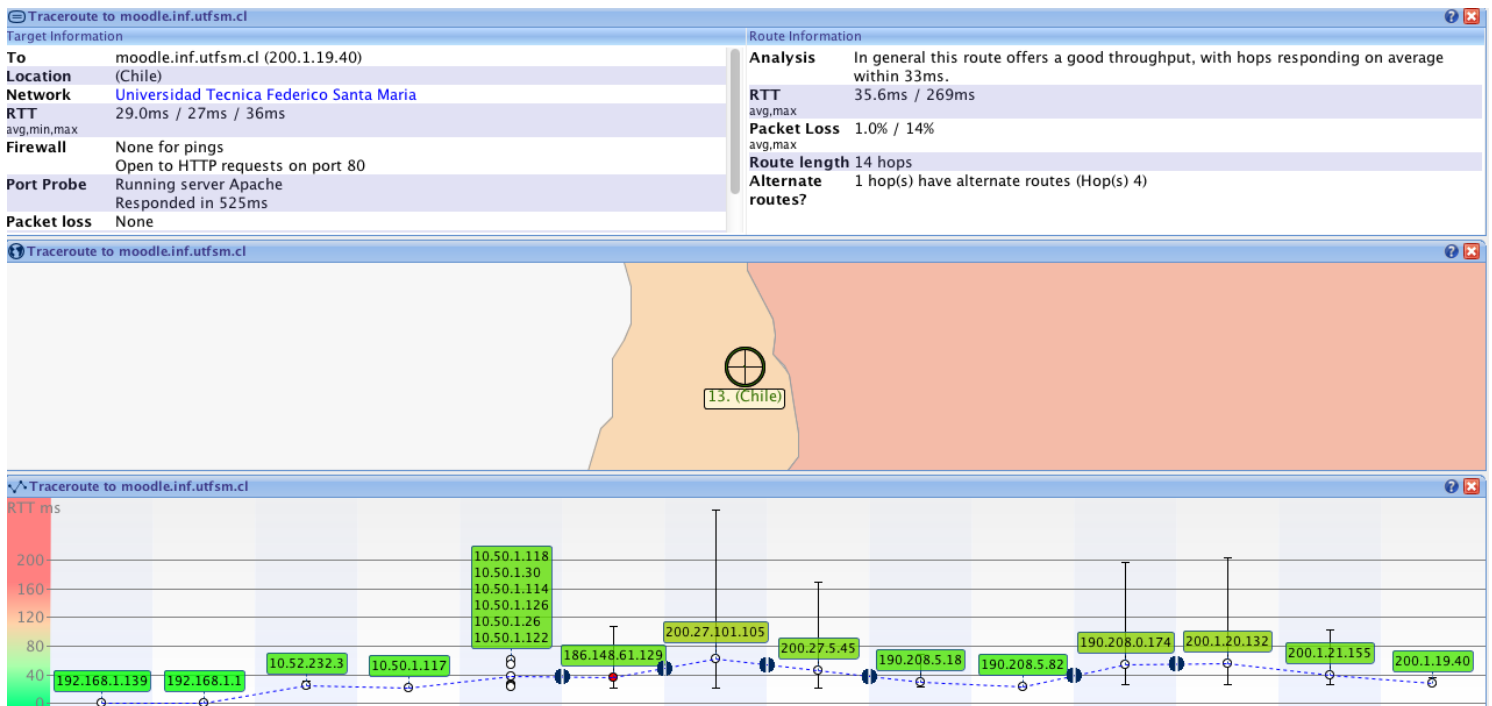 Traceroute to moodle.inf.utfsm.cl
Target Information
To moodle.inf.utfsm.cl (200.1.19.40)
Location (Chile)
Network Universidad Tecnica Federico Santa Maria
RTT 29.0ms / 27ms / 36ms
avg,min,max
Firewall None for pings
Open to HTTP requests on port 80
Port Probe Running server Apache
Responded in 525ms
Packet loss None
Route Information
Analysis In general this route offers a good throughput, with hops responding on average
within 33ms.
RTT 35.6ms / 269ms
avg,max
Packet Loss 1.0% / 14%
avg,max
Route length 14 hops
Alternate 1 hop(s) have alternate routes (Hop(s) 4)
routes?
Traceroute to moodle.inf.utfsm.cl
13. (Chile)
Traceroute to moodle.inf.utfsm.cl
RTT ms
200
160
120
80
40
0
192.168.1.139
192.168.1.1
10.52.232.3
10.50.1.117
10.50.1.118
10.50.1.30
10.50.1.114
10.50.1.126
10.50.1.26
10.50.1.122
186.148.61.129
200.27.101.105
200.27.5.45
190.208.5.18
190.208.5.82
190.208.0.174
200.1.20.132
200.1.21.155
200.1.19.40